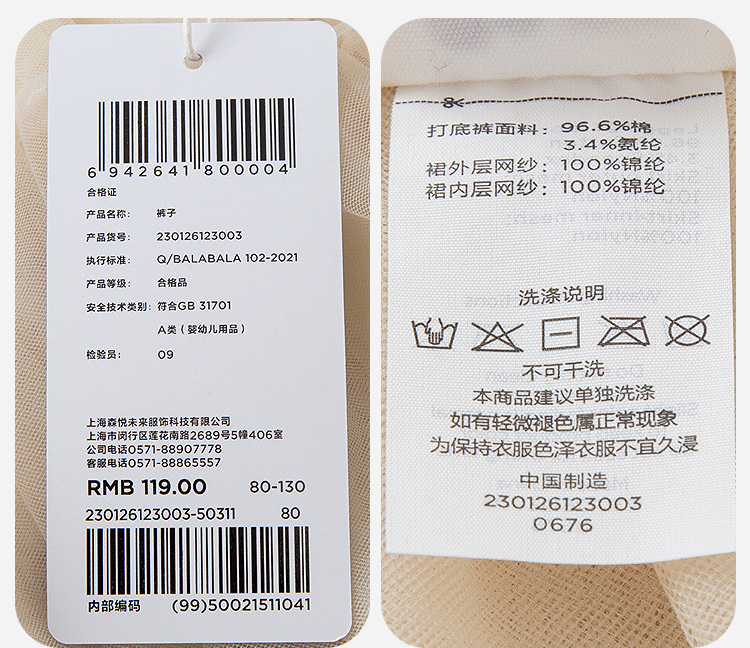 6 942641 800004
合格证
产品名称: 裤子
产品货号: 230126123003
执行标准: Q/BALABALA 102-2021
产品等级: 合格品
安全技术类别: 符合GB 31701
A类（婴幼儿用品）
检验员: 09
上海森悦未来服饰科技有限公司
上海市闵行区莲花南路2689号5幢406室
公司电话0571-88907778
客服电话0571-88865557
RMB 119.00 80-130
230126123003-50311 80
内部编码 (99)50021511041
打底裤面料: 96.6%棉
3.4%氨纶
裙外层网纱: 100%锦纶
裙内层网纱: 100%锦纶
洗涤说明
不可干洗
本商品建议单独洗涤
如有轻微褪色属正常现象
为保持衣服色泽衣服不宜久浸
中国制造
230126123003
0676